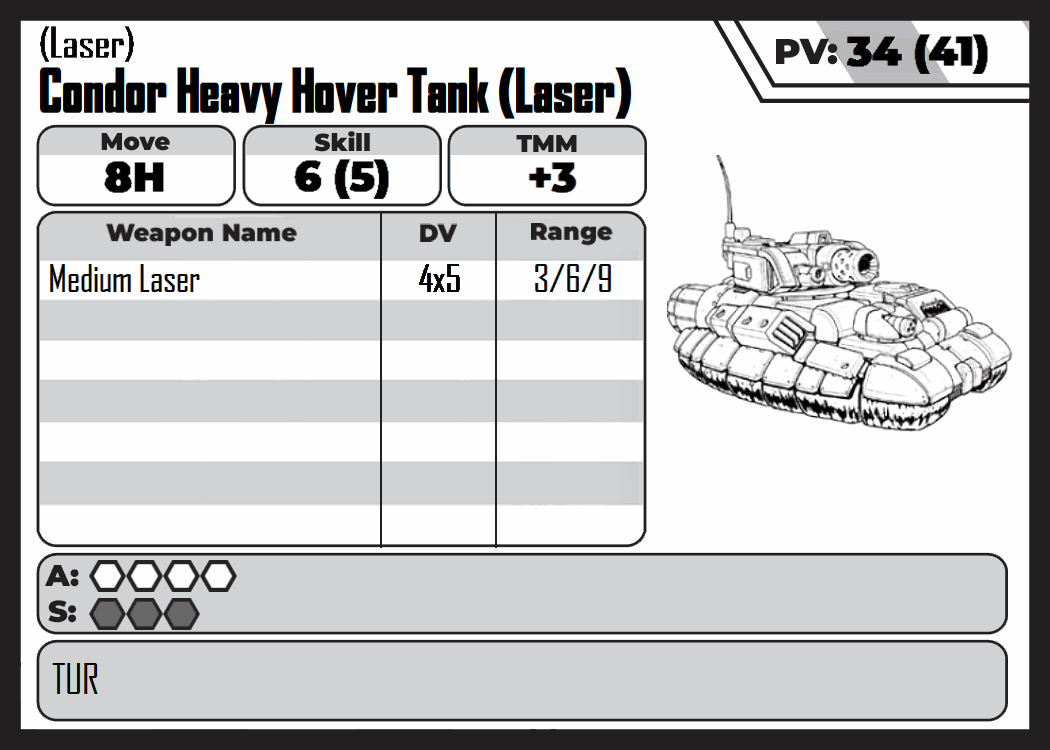 (Laser)
Condor Heavy Hover Tank (Laser)
PV: 34 (41)
Move Skill TMM
8H 6 (5) +3
Weapon Name DV Range
Medium Laser 4x5 3/6/9
A:
S:
TUR